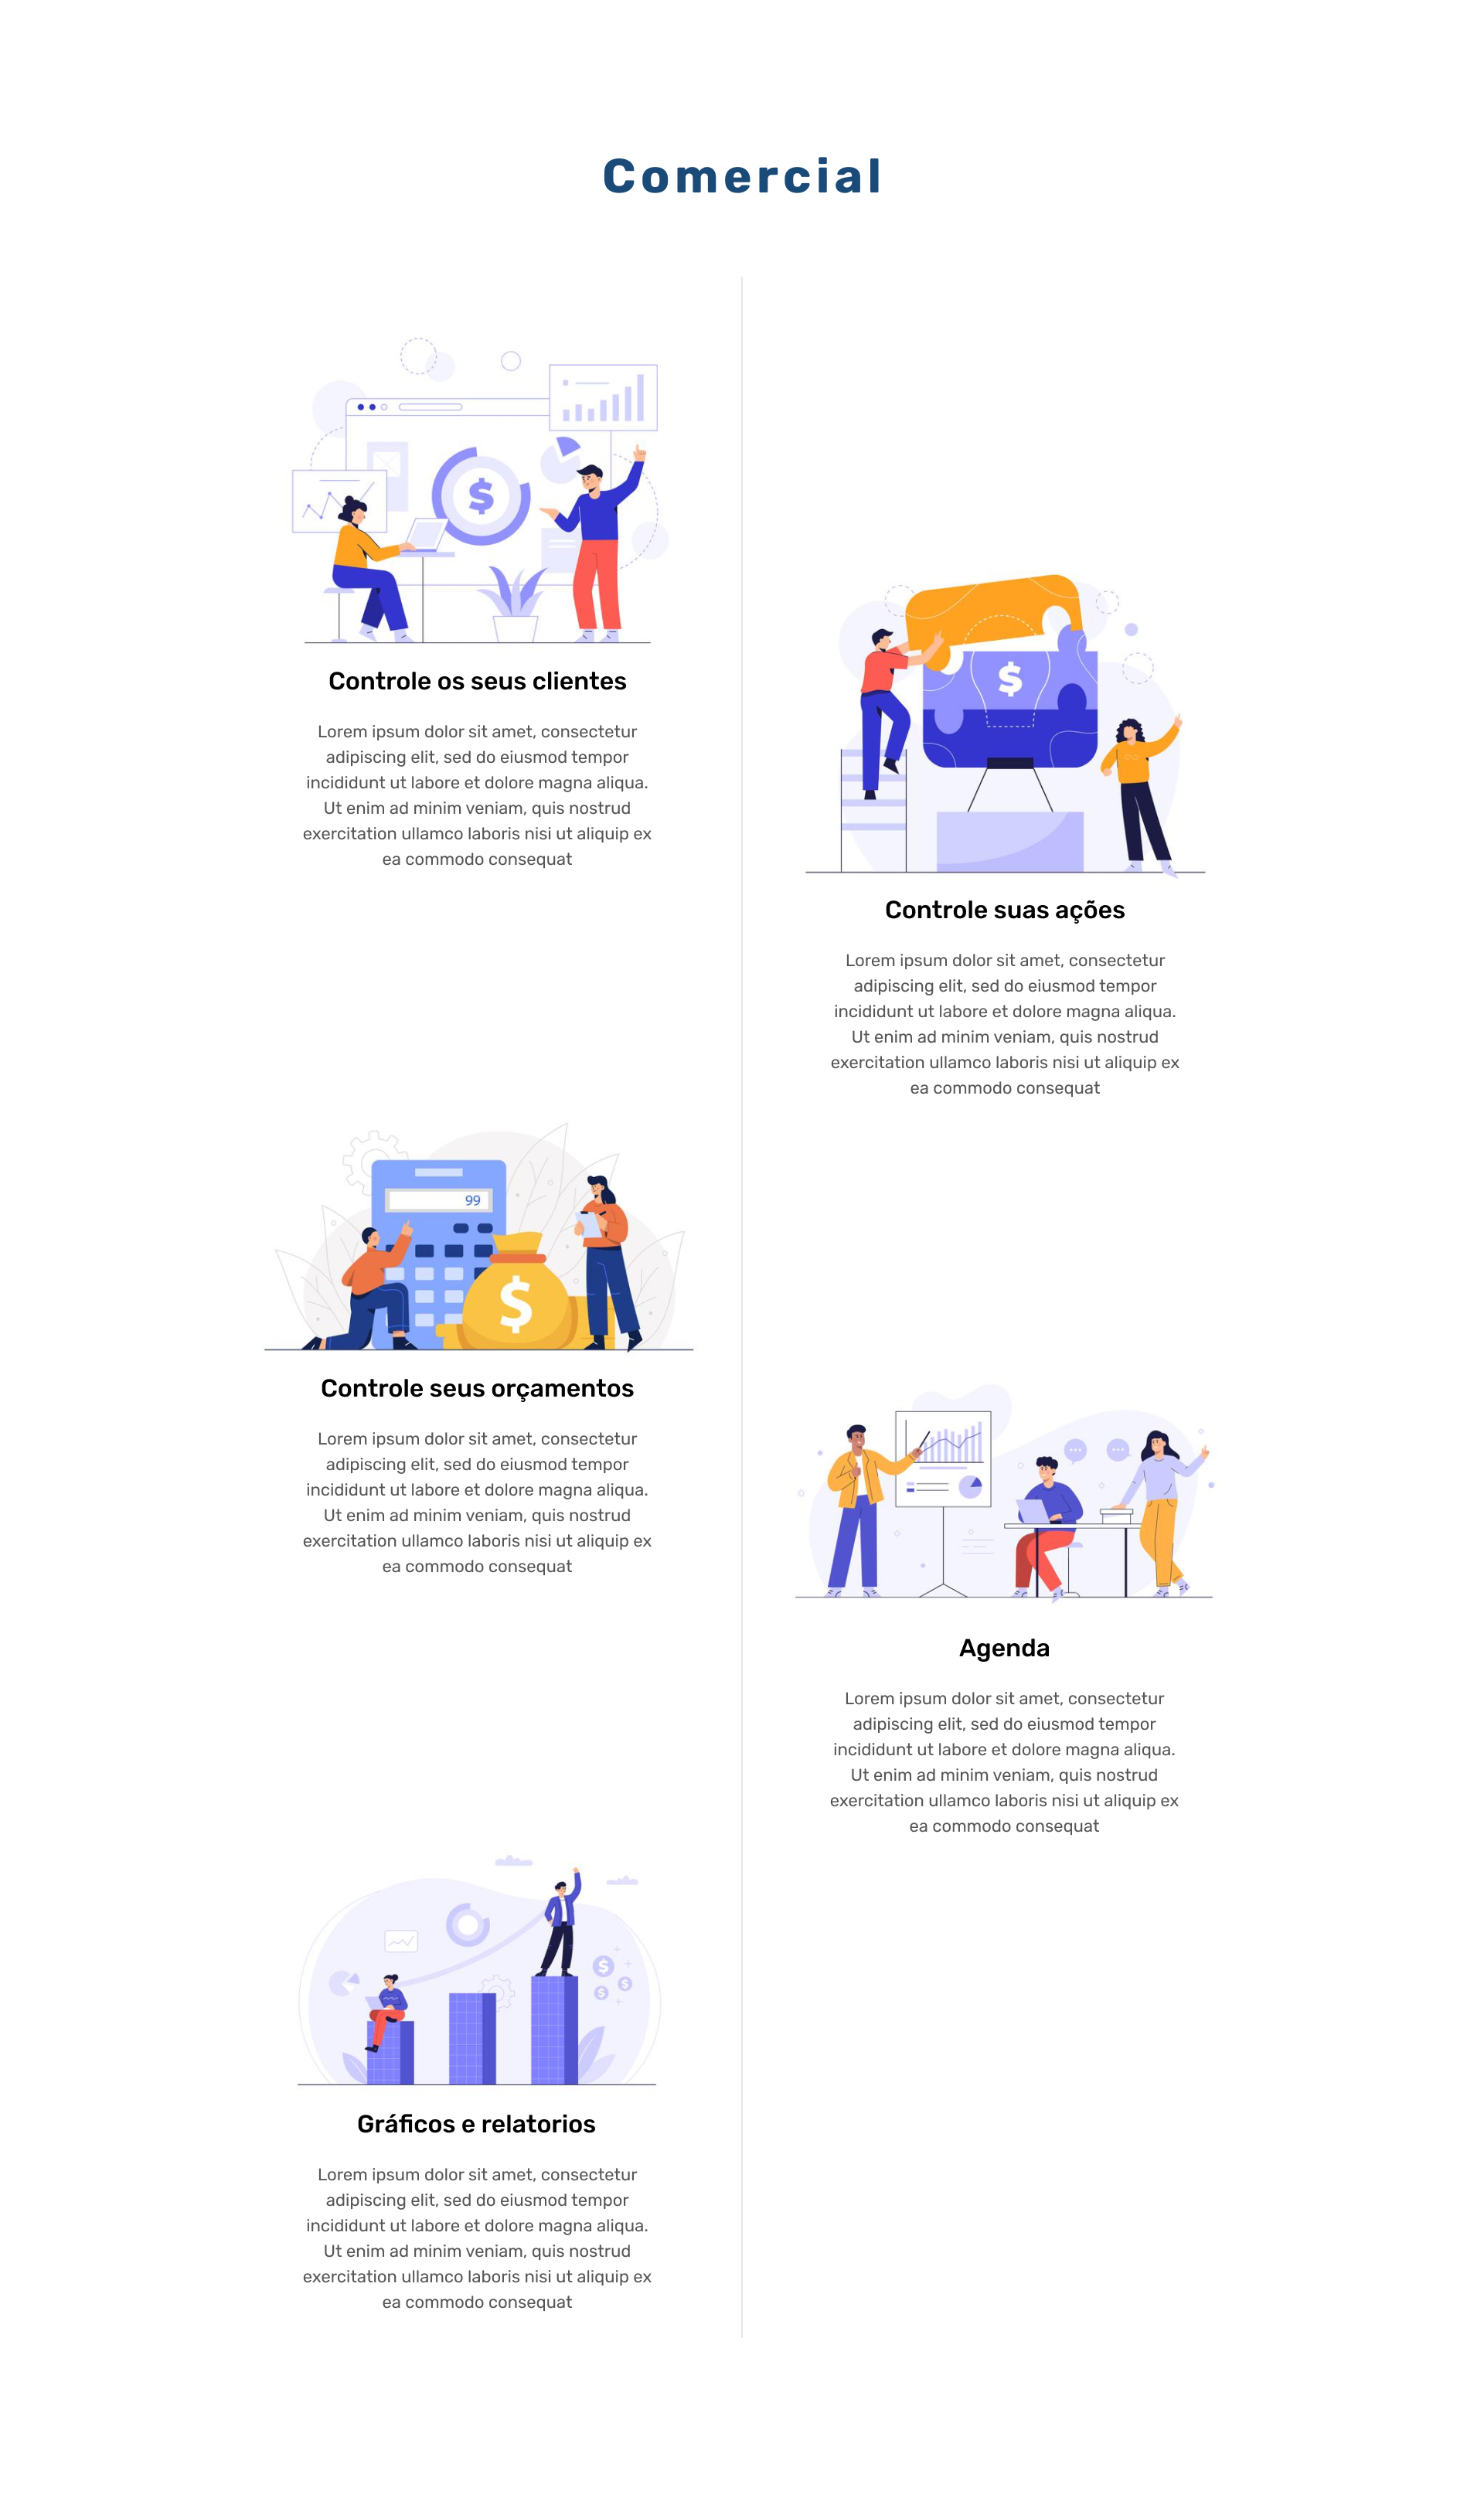 Comercial
$
Controle os seus clientes
Lorem ipsum dolor sit amet, consectetur
adipiscing elit, sed do eiusmod tempor
incididunt ut labore et dolore magna aliqua.
Ut enim ad minim veniam, quis nostrud
exercitation ullamco laboris nisi ut aliquip ex
ea commodo consequat
$
Controle suas ações
Lorem ipsum dolor sit amet, consectetur
adipiscing elit, sed do eiusmod tempor
incididunt ut labore et dolore magna aliqua.
Ut enim ad minim veniam, quis nostrud
exercitation ullamco laboris nisi ut aliquip ex
ea commodo consequat
99
$
Controle seus orçamentos
Lorem ipsum dolor sit amet, consectetur
adipiscing elit, sed do eiusmod tempor
incididunt ut labore et dolore magna aliqua.
Ut enim ad minim veniam, quis nostrud
exercitation ullamco laboris nisi ut aliquip ex
ea commodo consequat
Agenda
Lorem ipsum dolor sit amet, consectetur
adipiscing elit, sed do eiusmod tempor
incididunt ut labore et dolore magna aliqua.
Ut enim ad minim veniam, quis nostrud
exercitation ullamco laboris nisi ut aliquip ex
ea commodo consequat
$
$
$
Gráficos e relatorios
Lorem ipsum dolor sit amet, consectetur
adipiscing elit, sed do eiusmod tempor
incididunt ut labore et dolore magna aliqua.
Ut enim ad minim veniam, quis nostrud
exercitation ullamco laboris nisi ut aliquip ex
ea commodo consequat